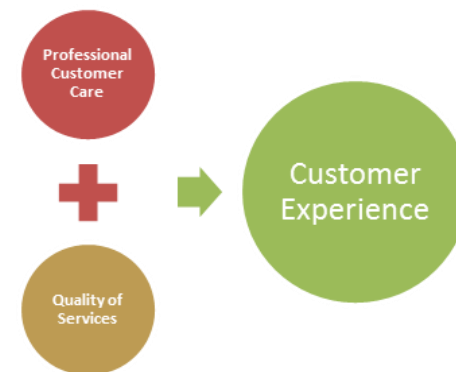 Professional
Customer
Care
Customer
Experience
Quality of
Services